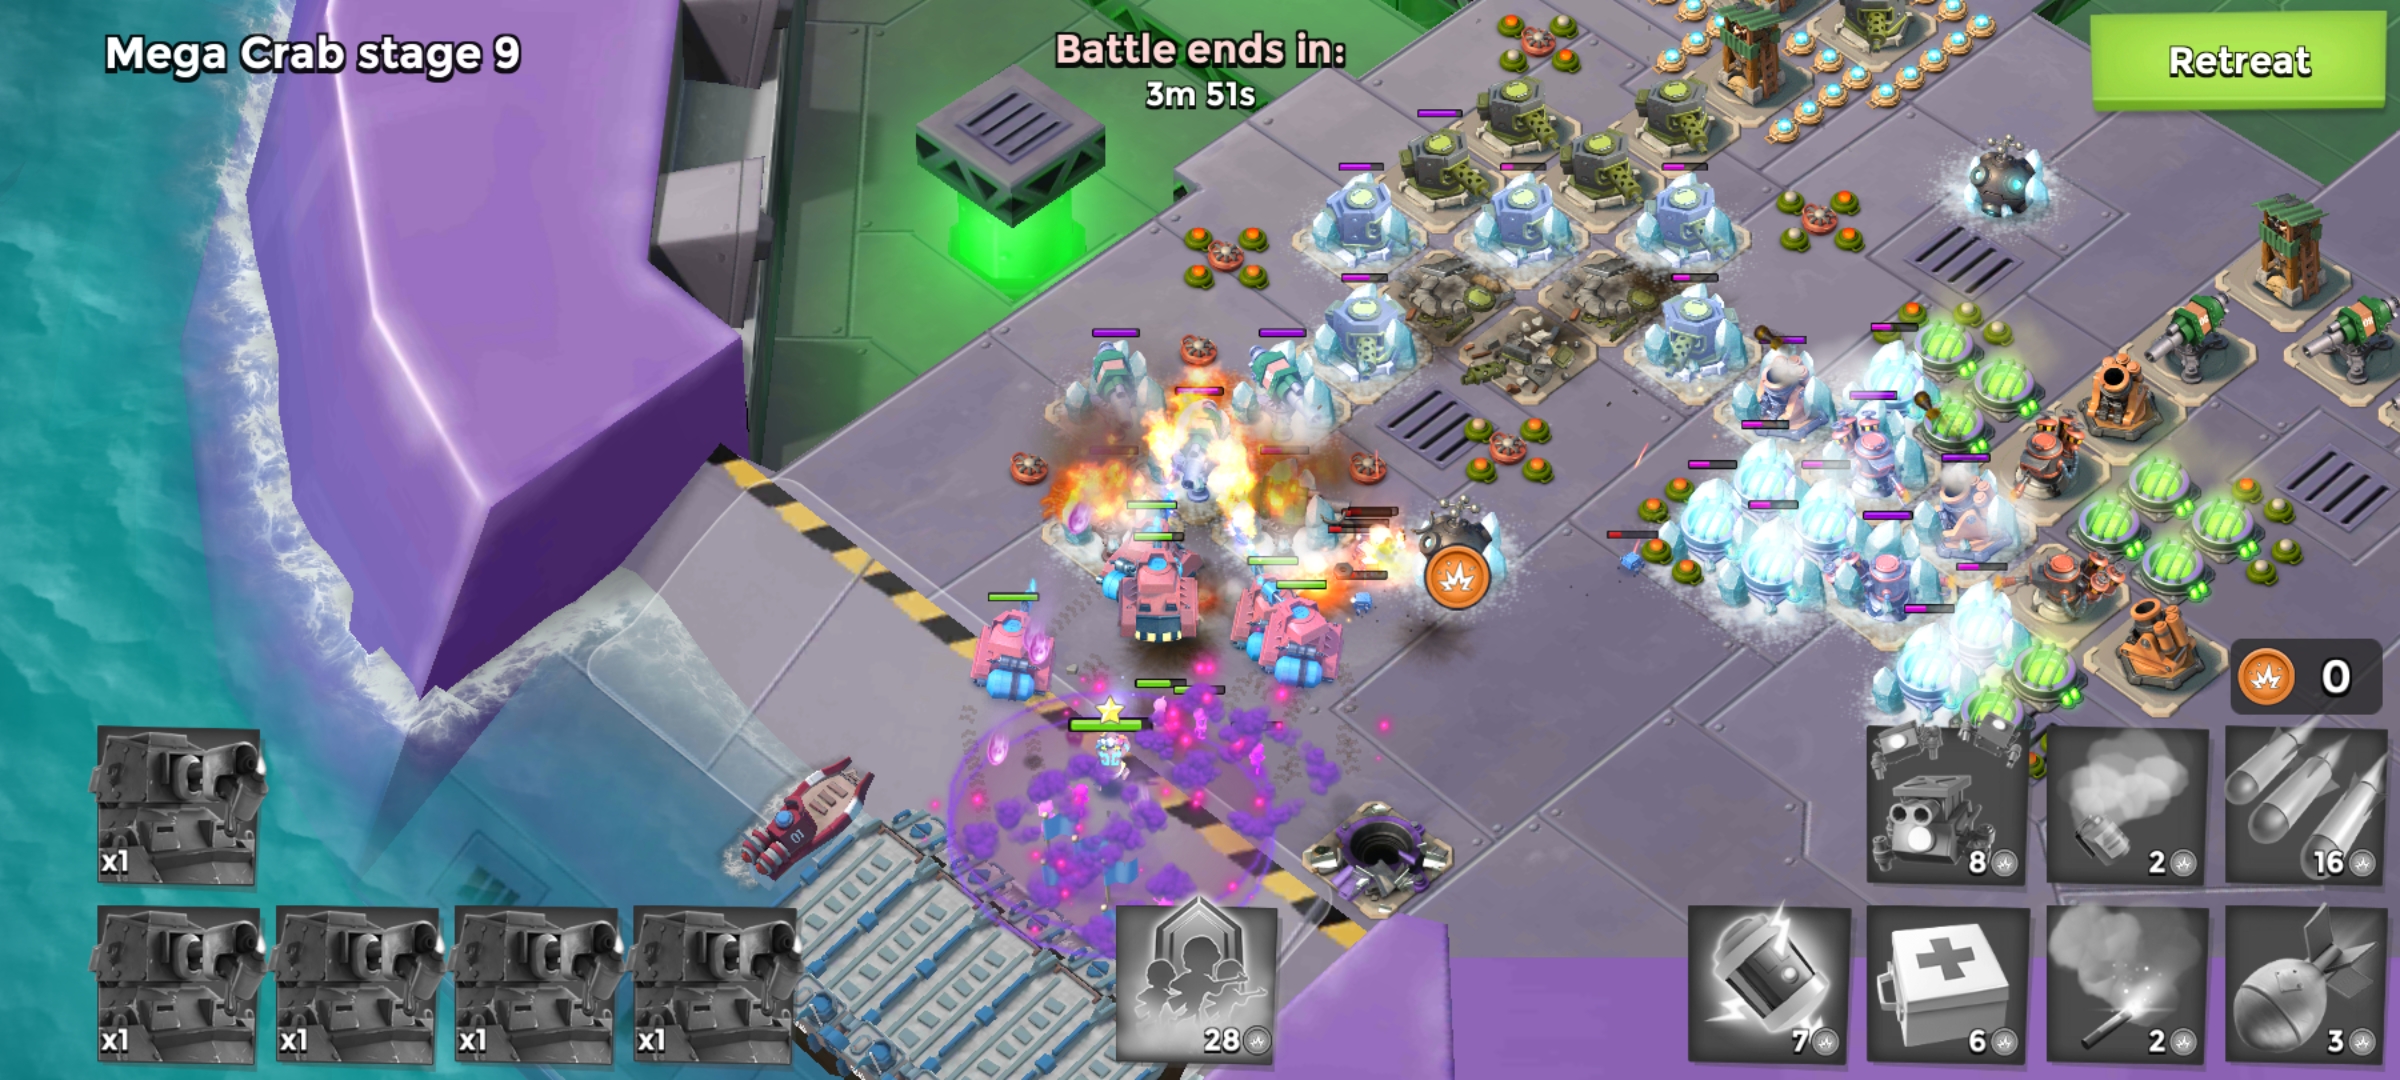 Mega Crab stage 9
Battle ends in:
3m 51s
Retreat
0
x1
8
2
16
x1
x1
x1
x1
28
7
6
2
3
01